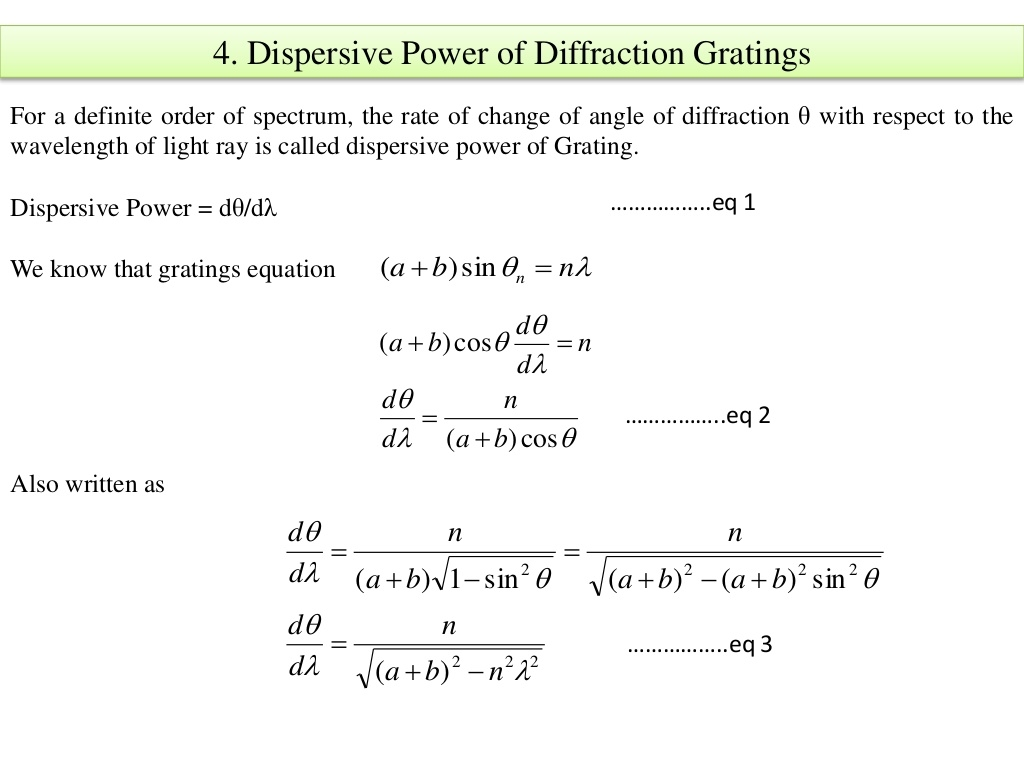 4. Dispersive Power of Diffraction Gratings
For a definite order of spectrum, the rate of change of angle of diffraction θ with respect to the
wavelength of light ray is called dispersive power of Grating.
Dispersive Power = dθ/dλ ……………..eq 1
We know that gratings equation (a + b) sin θₙ = nλ
(a + b) cos θ dθ/dλ = n
dθ/dλ = n/((a + b) cos θ) ……………..eq 2
Also written as
dθ/dλ = n/((a + b)√(1 − sin² θ)) = n/√((a + b)² − (a + b)² sin² θ)
dθ/dλ = n/√((a + b)² − n²λ²) ……………..eq 3